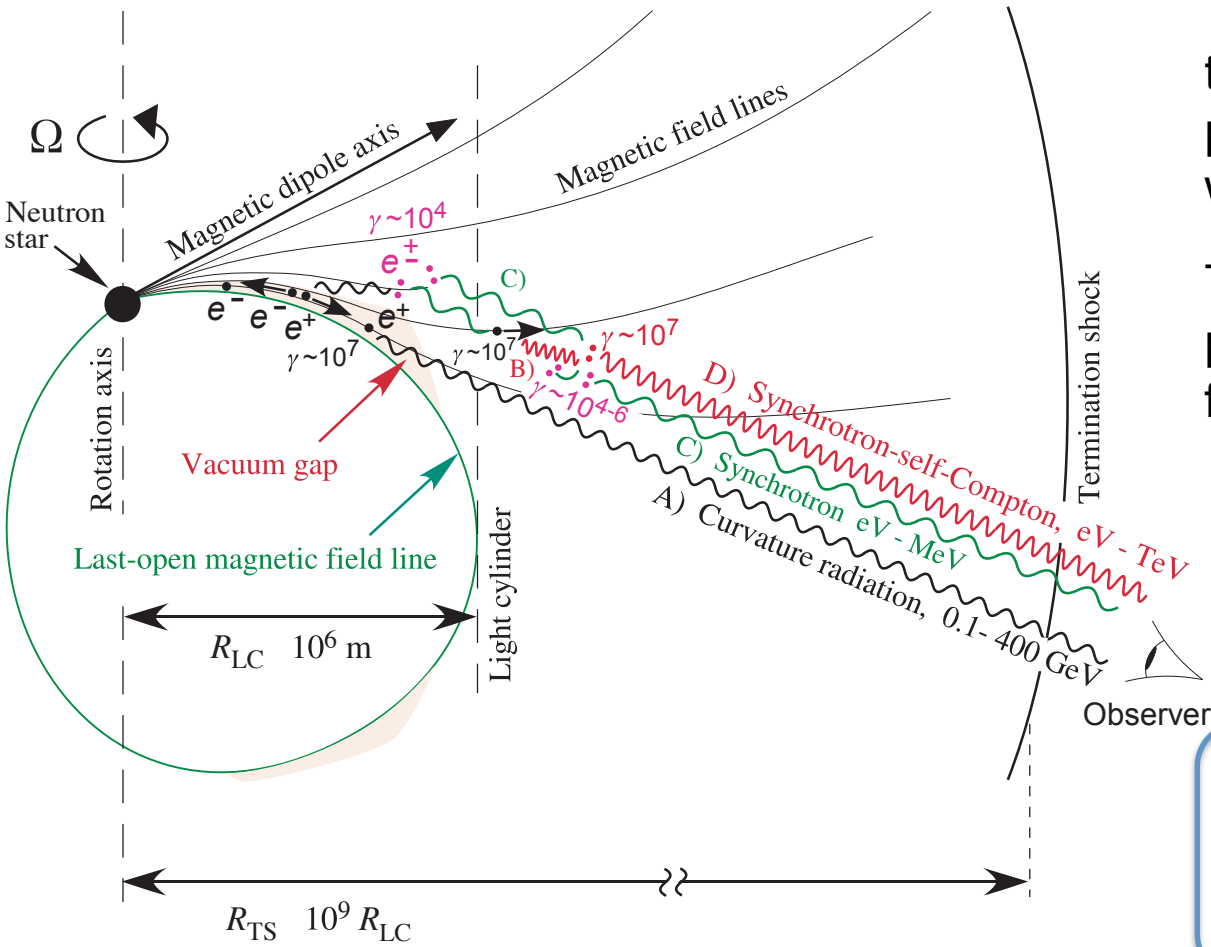 Ω
Magnetic dipole axis
Magnetic field lines
Neutron
star
γ~10⁴
e±
C)
e⁻ e⁻ e⁺
e⁺
γ~10⁷
γ~10⁷
γ~10⁷
B)
γ~10⁴⁻⁶
D) Synchrotron-self-Compton, eV - TeV
C) Synchrotron eV - MeV
A) Curvature radiation, 0.1- 400 GeV
Termination shock
Rotation axis
Vacuum gap
Last-open magnetic field line
Light cylinder
R_LC 10⁶ m
Observer
R_TS 10⁹ R_LC